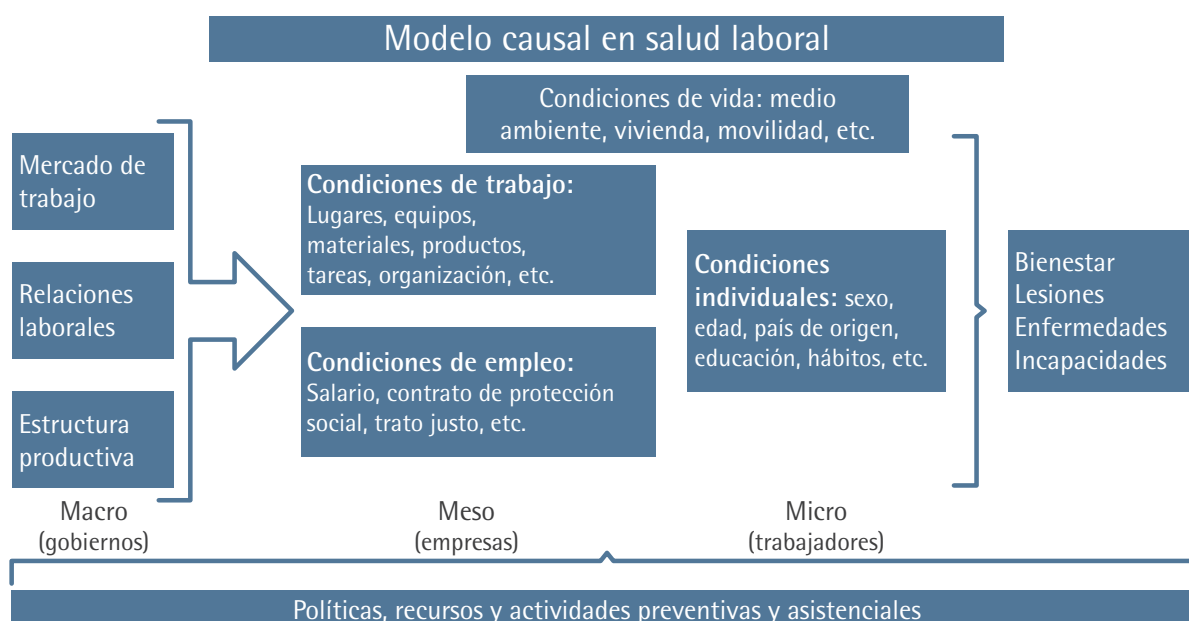 Modelo causal en salud laboral
Condiciones de vida: medio
ambiente, vivienda, movilidad, etc.
Mercado de
trabajo
Relaciones
laborales
Estructura
productiva
Condiciones de trabajo:
Lugares, equipos,
materiales, productos,
tareas, organización, etc.
Condiciones de empleo:
Salario, contrato de protección
social, trato justo, etc.
Condiciones
individuales: sexo,
edad, país de origen,
educación, hábitos, etc.
Bienestar
Lesiones
Enfermedades
Incapacidades
Macro
(gobiernos)
Meso
(empresas)
Micro
(trabajadores)
Políticas, recursos y actividades preventivas y asistenciales